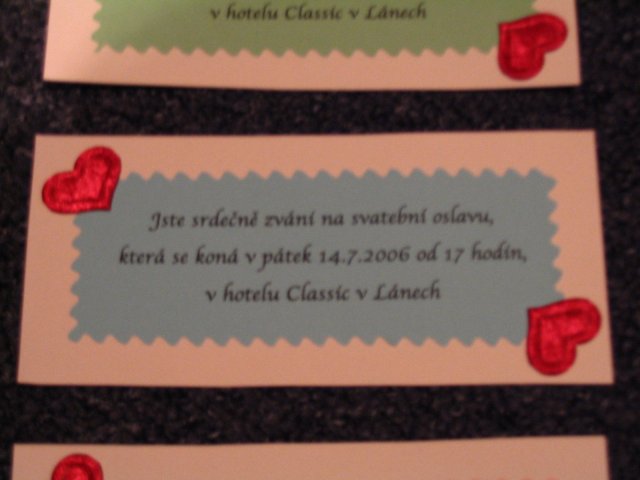 v hotelu Classic v Lánech
Jste srdečně zváni na svatební oslavu,
která se koná v pátek 14.7.2006 od 17 hodin,
v hotelu Classic v Lánech